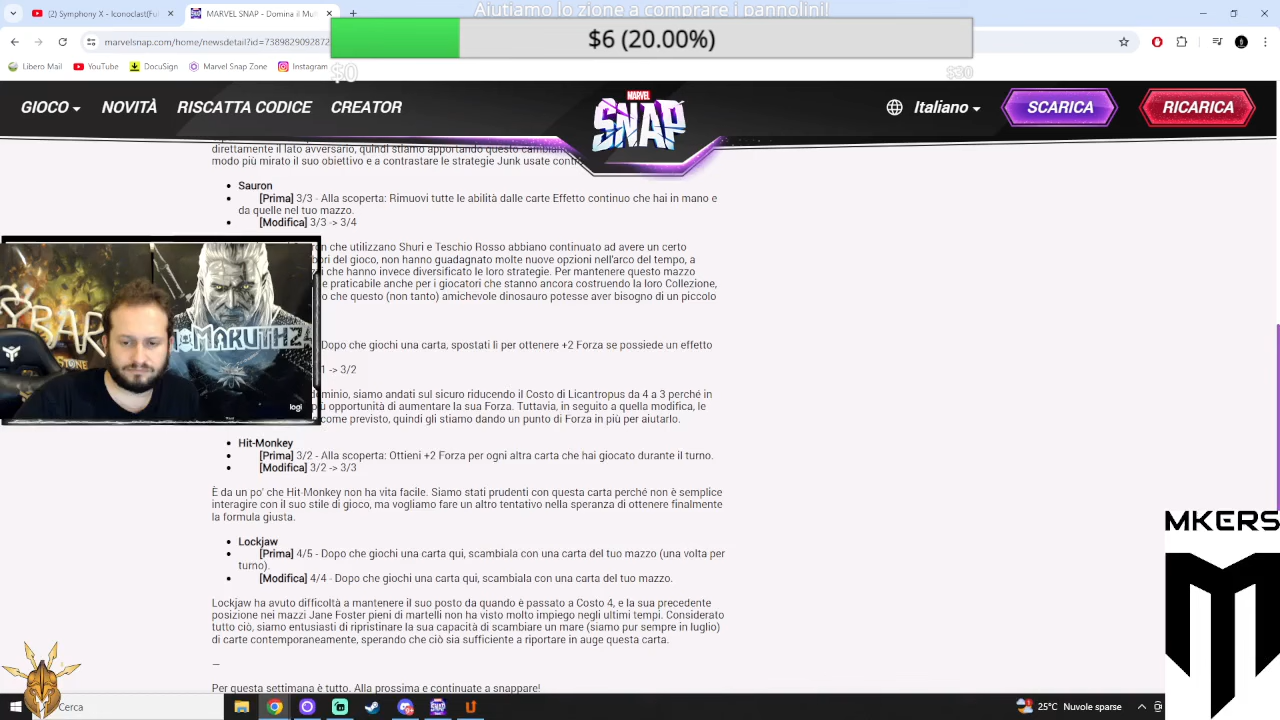 Aiutiamo lo zione a comprare i pannolini!
$6 (20.00%)
$0
$30
marvelsnap.com/home/newsdetail?id=7389829092872
Libero Mail
YouTube
DocuSign
Marvel Snap Zone
Instagram
GIOCO
NOVITÀ
RISCATTA CODICE
CREATOR
MARVEL
SNAP
Italiano
SCARICA
RICARICA
direttamente il lato avversario, quindi stiamo apportando questo
modo più mirato il suo obiettivo e a contrastare le strategie Junk usate
Sauron
[Prima] 3/3 - Alla scoperta: Rimuovi tutte le abilità dalle carte Effetto continuo che hai in mano e
da quelle nel tuo mazzo.
[Modifica] 3/3 -> 3/4
che utilizzano Shuri e Teschio Rosso abbiano continuato ad avere un certo
del gioco, non hanno guadagnato molte nuove opzioni nell'arco del tempo, a
che hanno invece diversificato le loro strategie. Per mantenere questo mazzo
e praticabile anche per i giocatori che stanno ancora costruendo la loro Collezione,
che questo (non tanto) amichevole dinosauro potesse aver bisogno di un piccolo
Dopo che giochi una carta, spostati lì per ottenere +2 Forza se possiede un effetto
1 -> 3/2
siamo andati sul sicuro riducendo il Costo di Licantropus da 4 a 3 perché in
opportunità di aumentare la sua Forza. Tuttavia, in seguito a quella modifica, le
come previsto, quindi gli stiamo dando un punto di Forza in più per aiutarlo.
Hit-Monkey
[Prima] 3/2 - Alla scoperta: Ottieni +2 Forza per ogni altra carta che hai giocato durante il turno.
[Modifica] 3/2 -> 3/3
È da un po' che Hit-Monkey non ha vita facile. Siamo stati prudenti con questa carta perché non è semplice
interagire con il suo stile di gioco, ma vogliamo fare un altro tentativo nella speranza di ottenere finalmente
la formula giusta.
Lockjaw
[Prima] 4/5 - Dopo che giochi una carta qui, scambiala con una carta del tuo mazzo (una volta per
turno).
[Modifica] 4/4 - Dopo che giochi una carta qui, scambiala con una carta del tuo mazzo.
Lockjaw ha avuto difficoltà a mantenere il suo posto da quando è passato a Costo 4, e la sua precedente
posizione nei mazzi Jane Foster pieni di martelli non ha visto molto impiego negli ultimi tempi. Considerato
tutto ciò, siamo entusiasti di ripristinare la sua capacità di scambiare un mare (siamo pur sempre in luglio)
di carte contemporaneamente, sperando che ciò sia sufficiente a riportare in auge questa carta.
—
Per questa settimana è tutto. Alla prossima e continuate a snappare!
logi
MKERS
Cerca
25°C Nuvole sparse